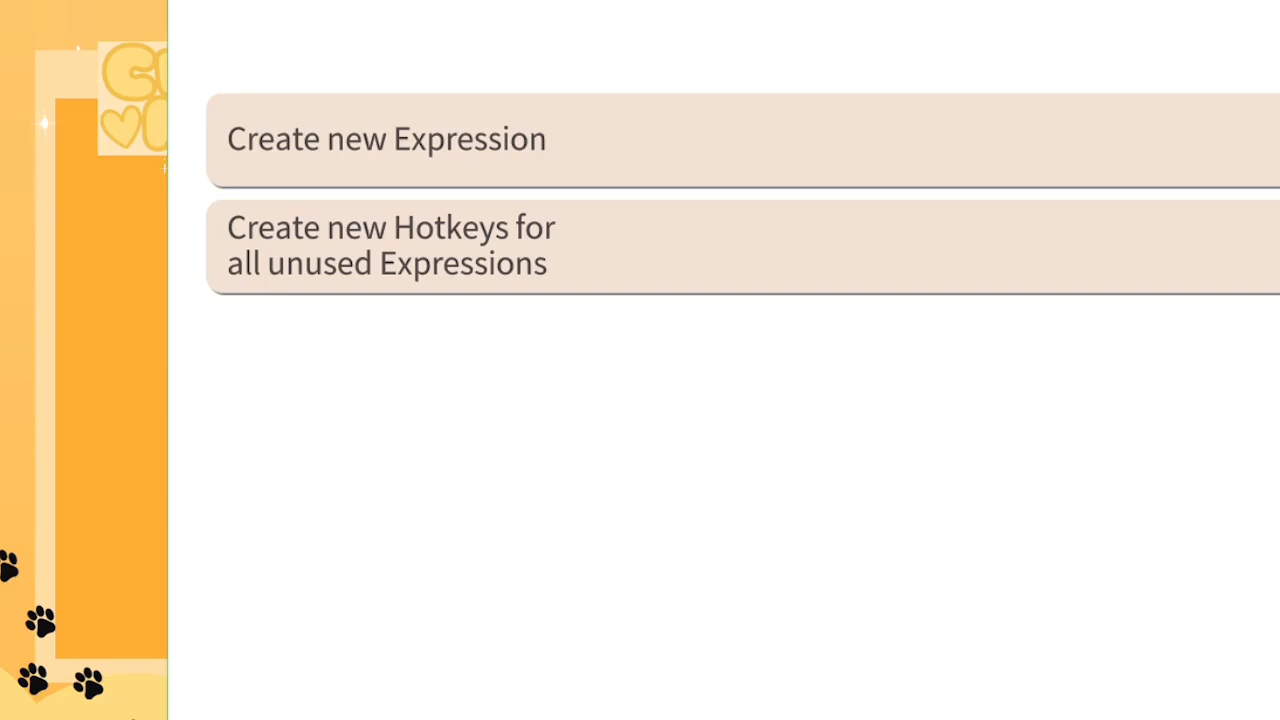 Create new Expression
Create new Hotkeys for
all unused Expressions